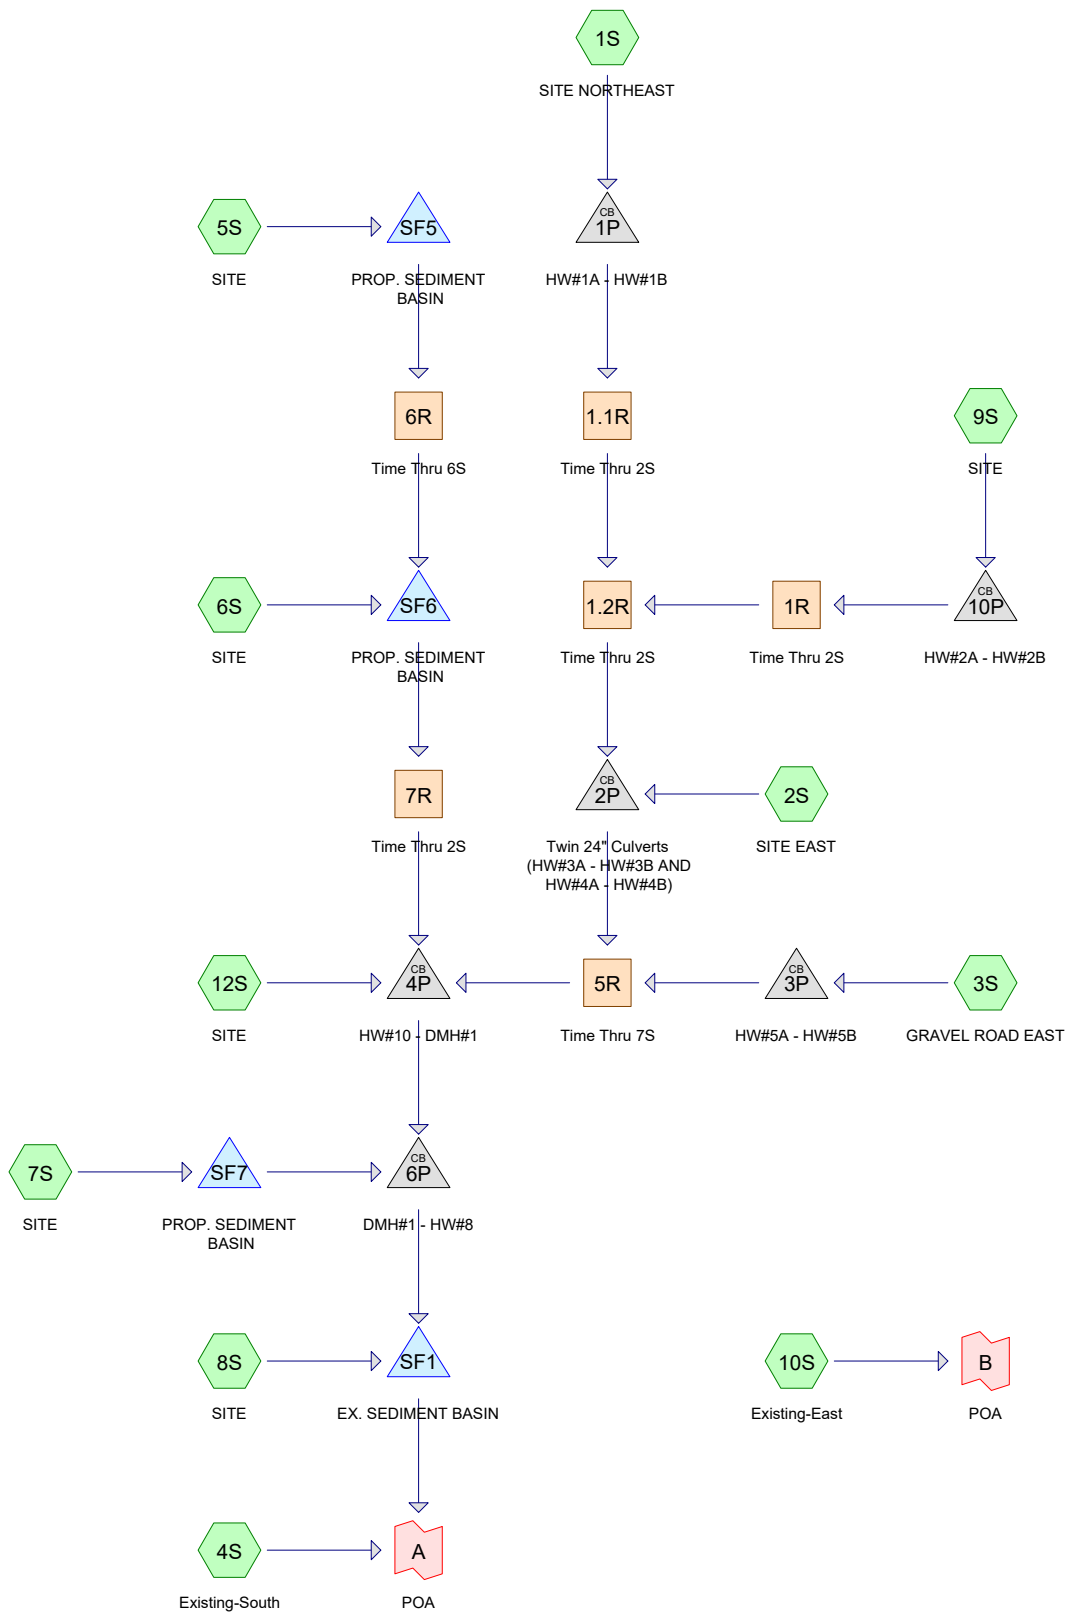 1S
SITE NORTHEAST
5S
SITE
SF5
PROP. SEDIMENT
BASIN
CB
1P
HW#1A - HW#1B
6R
Time Thru 6S
1.1R
Time Thru 2S
9S
SITE
6S
SITE
SF6
PROP. SEDIMENT
BASIN
1.2R
Time Thru 2S
1R
Time Thru 2S
CB
10P
HW#2A - HW#2B
7R
Time Thru 2S
CB
2P
Twin 24" Culverts
(HW#3A - HW#3B AND
HW#4A - HW#4B)
2S
SITE EAST
12S
SITE
CB
4P
HW#10 - DMH#1
5R
Time Thru 7S
CB
3P
HW#5A - HW#5B
3S
GRAVEL ROAD EAST
7S
SITE
SF7
PROP. SEDIMENT
BASIN
CB
6P
DMH#1 - HW#8
8S
SITE
SF1
EX. SEDIMENT BASIN
10S
Existing-East
B
POA
4S
Existing-South
A
POA